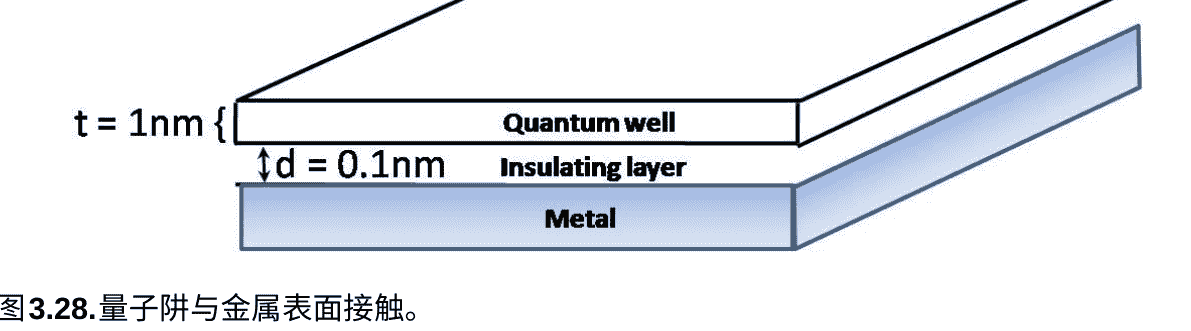 t = 1nm {
Quantum well
d = 0.1nm
Insulating layer
Metal
图3.28.量子阱与金属表面接触。